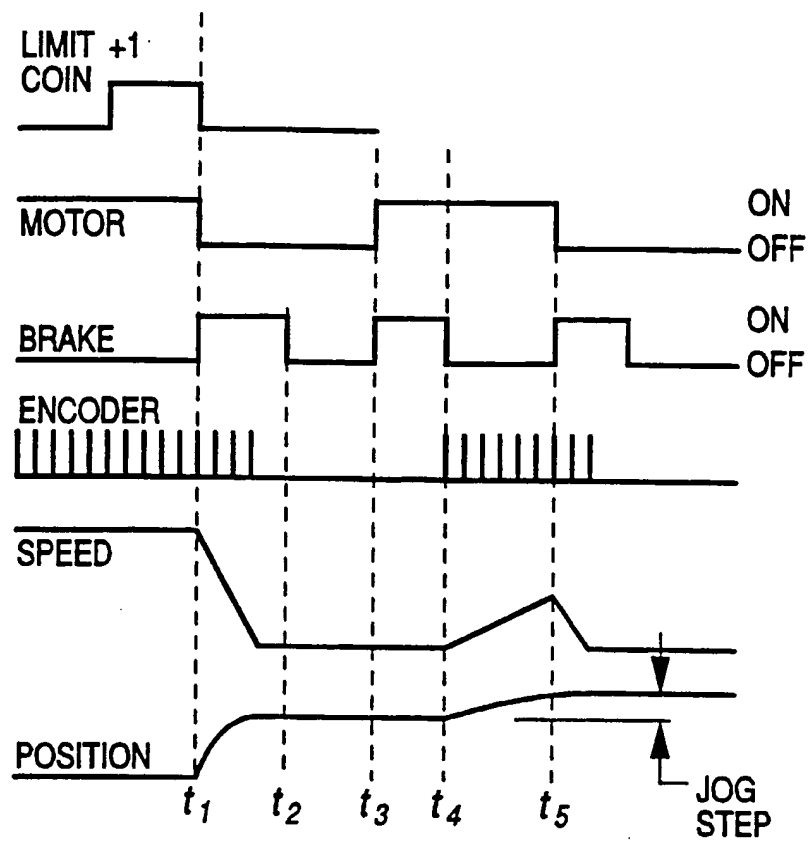 LIMIT +1
COIN
MOTOR
ON
OFF
BRAKE
ON
OFF
ENCODER
SPEED
POSITION
t1 t2 t3 t4 t5
JOG
STEP